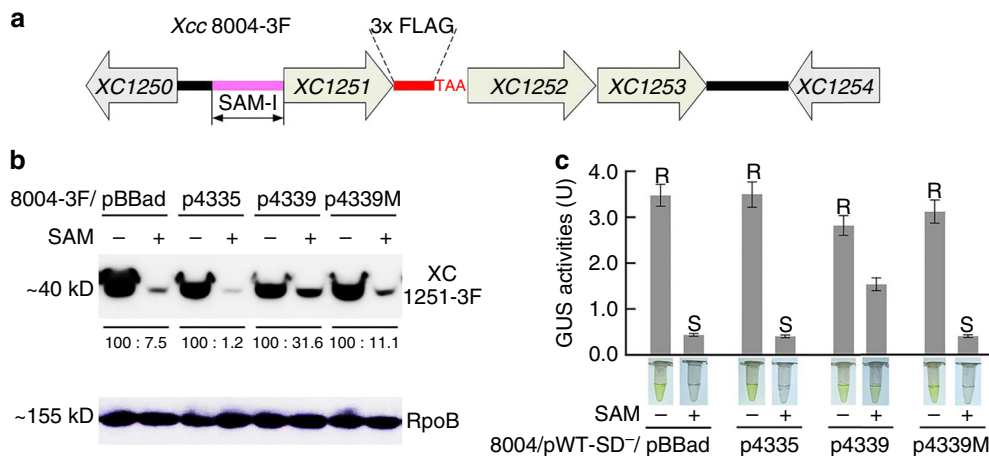 a
Xcc 8004-3F 3x FLAG
XC1250 XC1251 TAA XC1252 XC1253 XC1254
SAM-I
b
8004-3F/ pBBad p4335 p4339 p4339M
SAM – + – + – + – +
~40 kD
XC
1251-3F
100 : 7.5 100 : 1.2 100 : 31.6 100 : 11.1
~155 kD RpoB
c
GUS activities (U)
4.0
3.0
2.0
1.0
0.0
R S R S R R S
SAM – + – + – + – +
8004/pWT-SD⁻/ pBBad p4335 p4339 p4339M